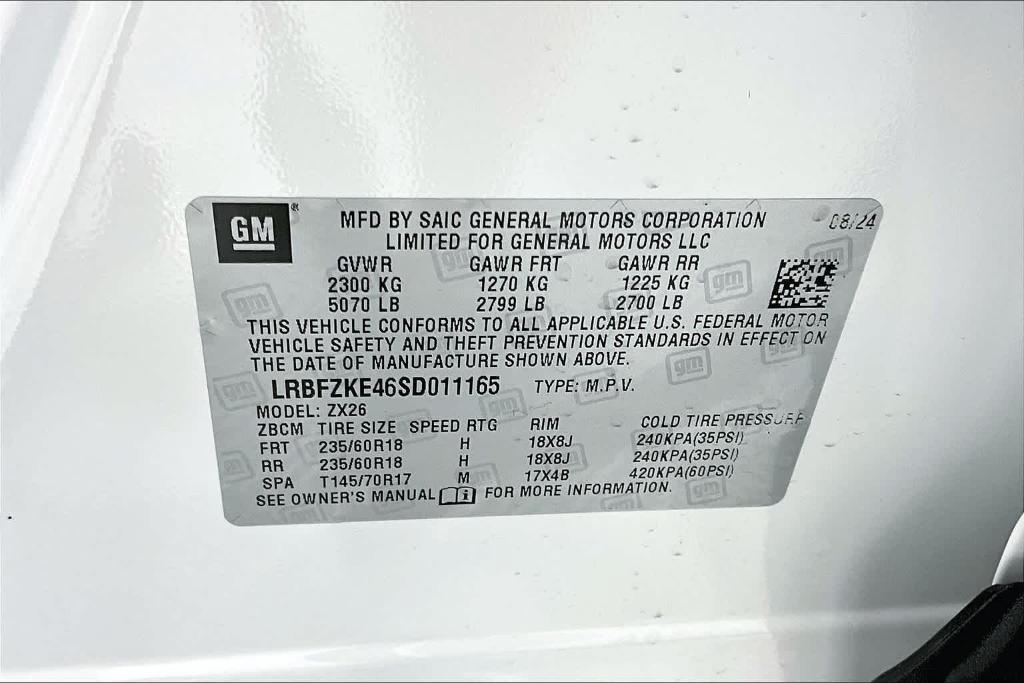 GM ®
MFD BY SAIC GENERAL MOTORS CORPORATION 08/24
LIMITED FOR GENERAL MOTORS LLC
GVWR GAWR FRT GAWR RR
2300 KG 1270 KG 1225 KG
5070 LB 2799 LB 2700 LB
THIS VEHICLE CONFORMS TO ALL APPLICABLE U.S. FEDERAL MOTOR
VEHICLE SAFETY AND THEFT PREVENTION STANDARDS IN EFFECT ON
THE DATE OF MANUFACTURE SHOWN ABOVE.
LRBFZKE46SD011165 TYPE: M.P.V.
MODEL: ZX26
ZBCM TIRE SIZE SPEED RTG RIM COLD TIRE PRESSURE
FRT 235/60R18 H 18X8J 240KPA(35PSI)
RR 235/60R18 H 18X8J 240KPA(35PSI)
SPA T145/70R17 M 17X4B 420KPA(60PSI)
SEE OWNER'S MANUAL i FOR MORE INFORMATION.